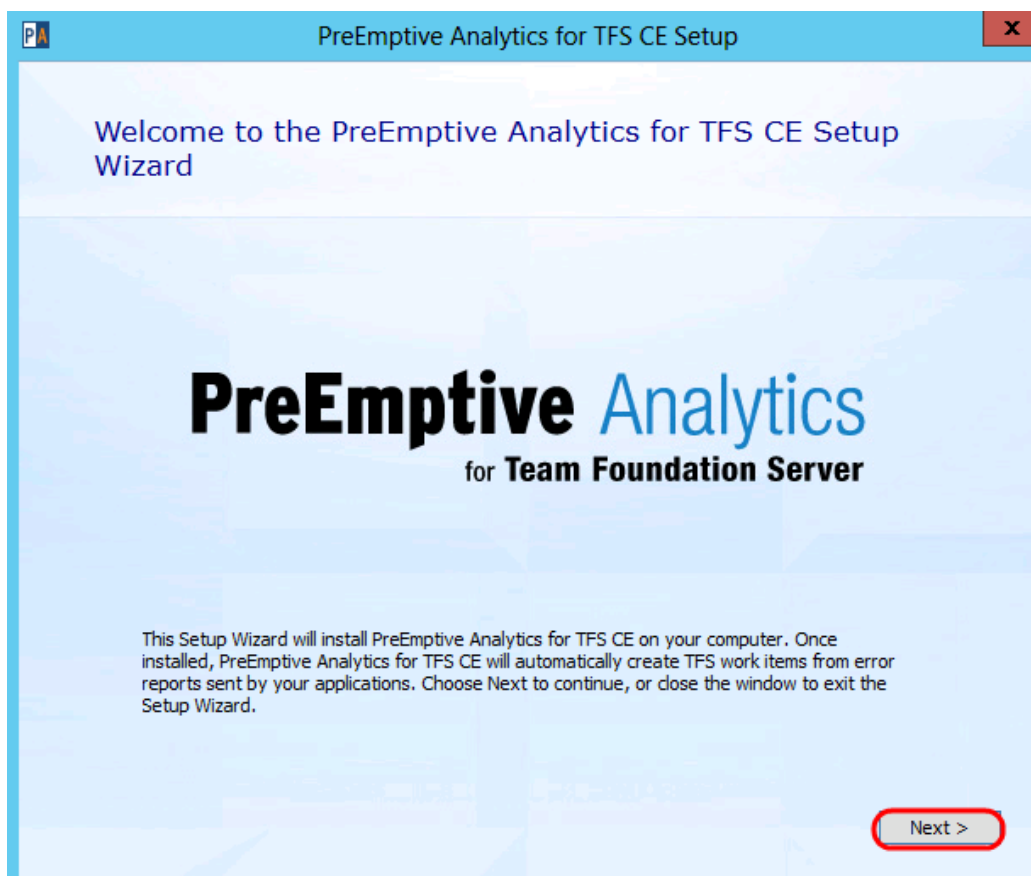 PA PreEmptive Analytics for TFS CE Setup x
Welcome to the PreEmptive Analytics for TFS CE Setup
Wizard
PreEmptive Analytics
for Team Foundation Server
This Setup Wizard will install PreEmptive Analytics for TFS CE on your computer. Once
installed, PreEmptive Analytics for TFS CE will automatically create TFS work items from error
reports sent by your applications. Choose Next to continue, or close the window to exit the
Setup Wizard.
Next >